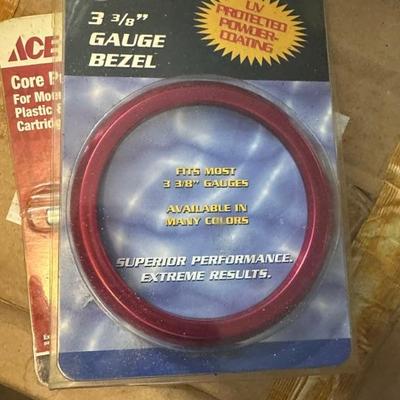 3 3/8"
GAUGE
BEZEL
UV
PROTECTED
POWDER-
COATING
FITS MOST
3 3/8" GAUGES
AVAILABLE IN
MANY COLORS
SUPERIOR PERFORMANCE.
EXTREME RESULTS.
ACE
Core
For
Plastic &